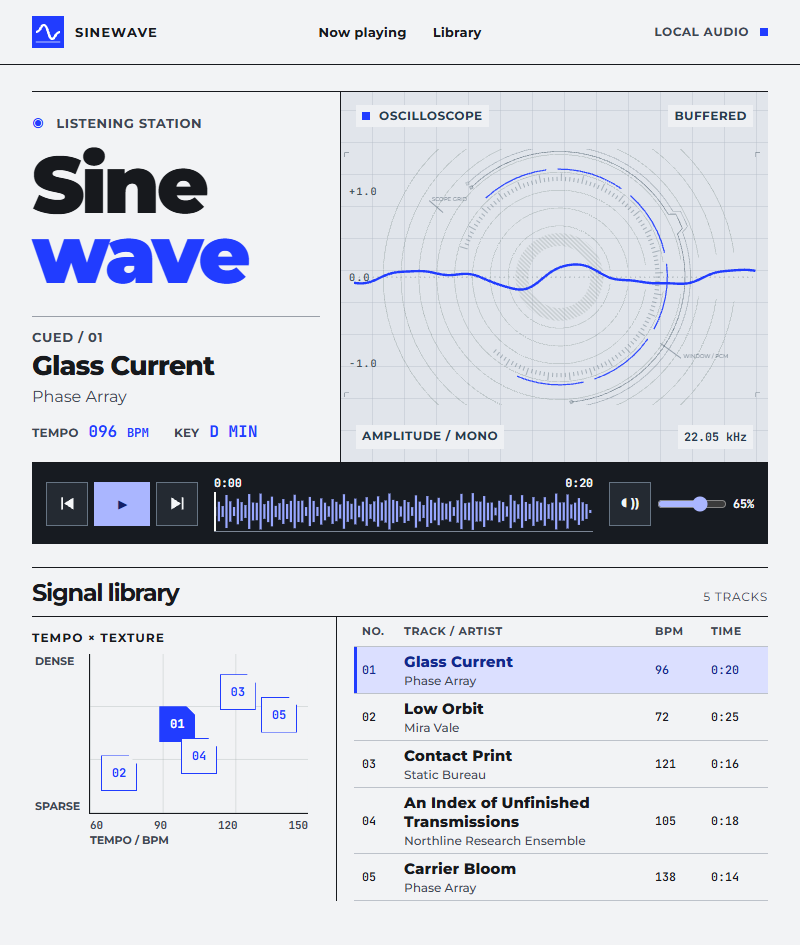 SINEWAVE
Now playing
Library
LOCAL AUDIO
LISTENING STATION
Sine
wave
CUED / 01
Glass Current
Phase Array
TEMPO 096 BPM KEY D MIN
OSCILLOSCOPE
BUFFERED
+1.0
SCOPE GRID
0.0
-1.0
WINDOW / PCM
AMPLITUDE / MONO
22.05 kHz
0:00
0:20
65%
Signal library
5 TRACKS
TEMPO × TEXTURE
DENSE
03
05
01
04
02
SPARSE
60 90 120 150
TEMPO / BPM
NO. TRACK / ARTIST BPM TIME
01 Glass Current 96 0:20
Phase Array
02 Low Orbit 72 0:25
Mira Vale
03 Contact Print 121 0:16
Static Bureau
04 An Index of Unfinished 105 0:18
Transmissions
Northline Research Ensemble
05 Carrier Bloom 138 0:14
Phase Array